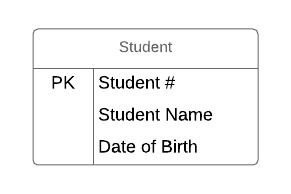 Student
PK Student #
Student Name
Date of Birth